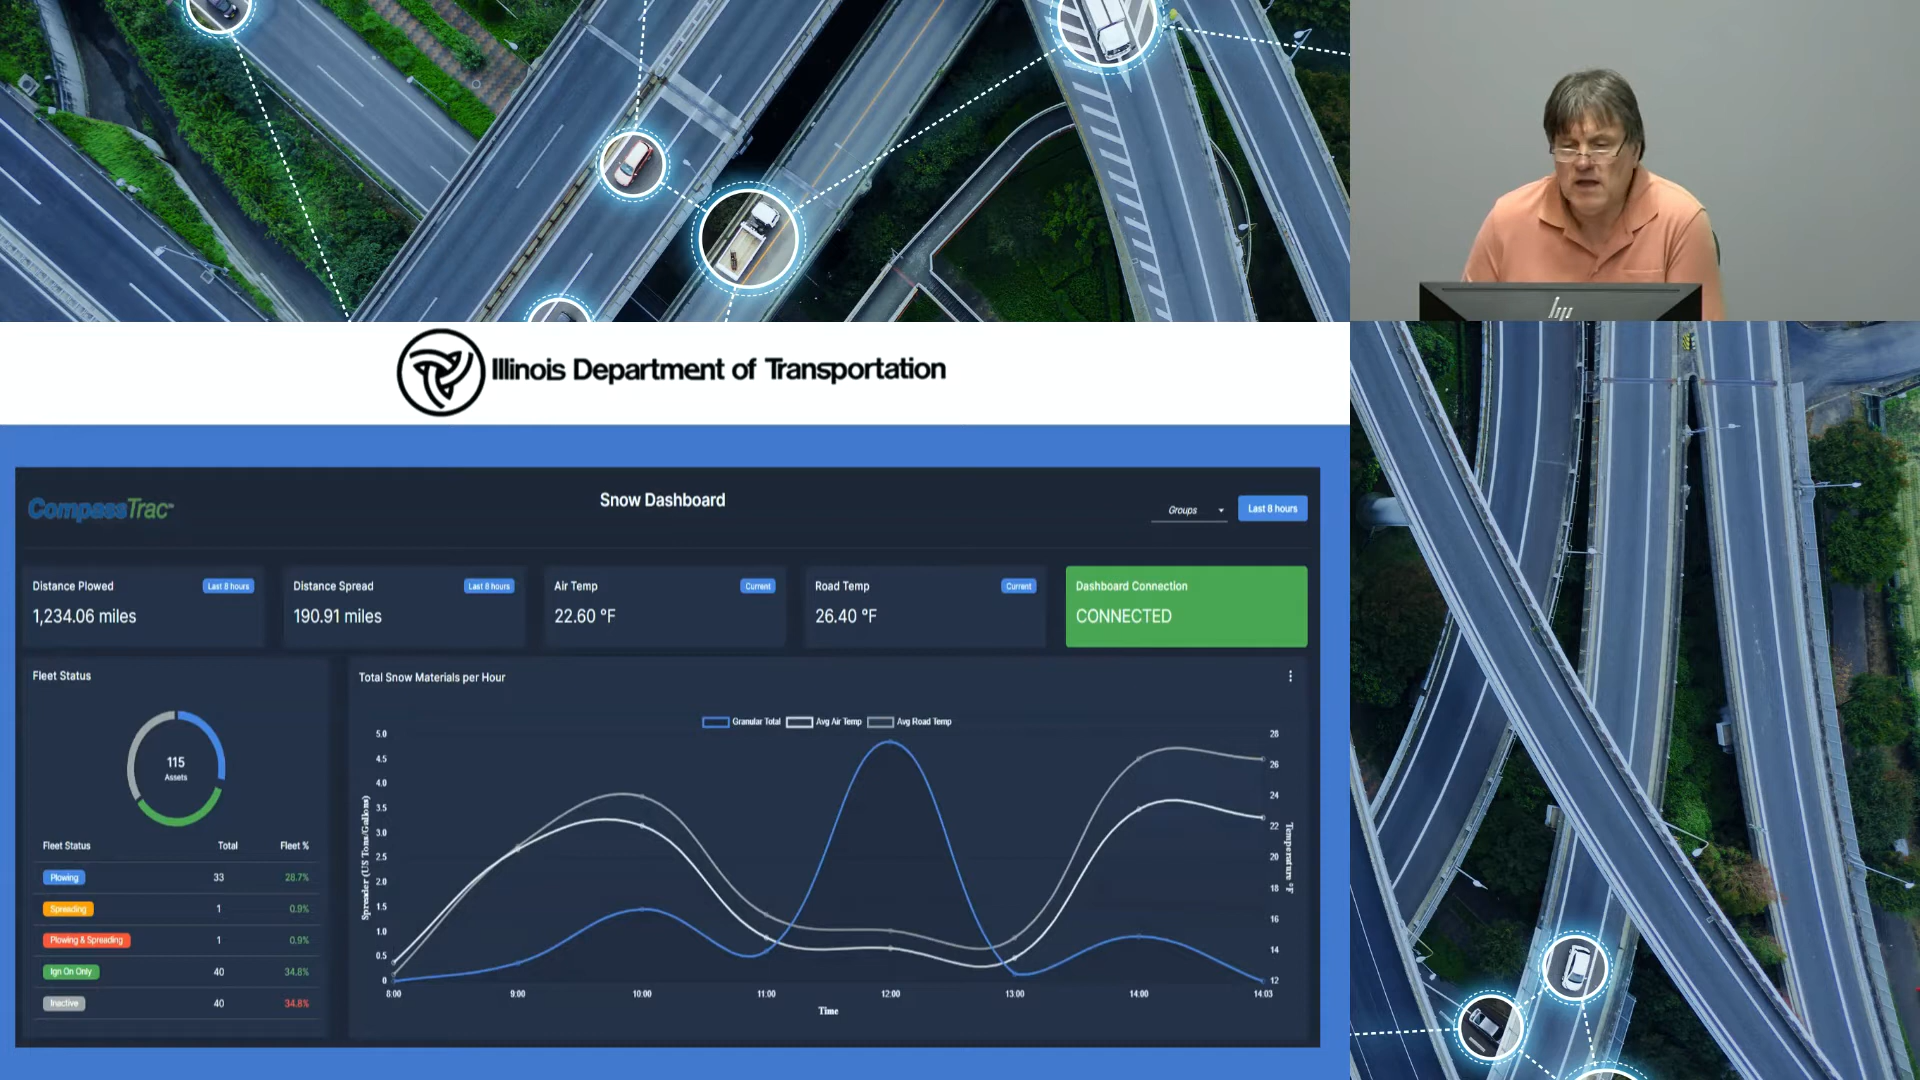 hp
Illinois Department of Transportation
CompassTrac
Snow Dashboard
Groups
Last 8 hours
Distance Plowed
Last 8 hours
1,234.06 miles
Distance Spread
Last 8 hours
190.91 miles
Air Temp
Current
22.60 °F
Road Temp
Current
26.40 °F
Dashboard Connection
CONNECTED
Fleet Status
115
Assets
Fleet Status Total Fleet %
Plowing 33 28.7%
Spreading 1 0.9%
Plowing & Spreading 1 0.9%
Ign On Only 40 34.8%
Inactive 40 34.8%
Total Snow Materials per Hour
Granular Total Avg Air Temp Avg Road Temp
Spreader (US Tons/Gallons)
5.0
4.5
4.0
3.5
3.0
2.5
2.0
1.5
1.0
0.5
0
28
26
24
22
20
18
16
14
12
Temperature °F
8:00 9:00 10:00 11:00 12:00 13:00 14:00 14:03
Time